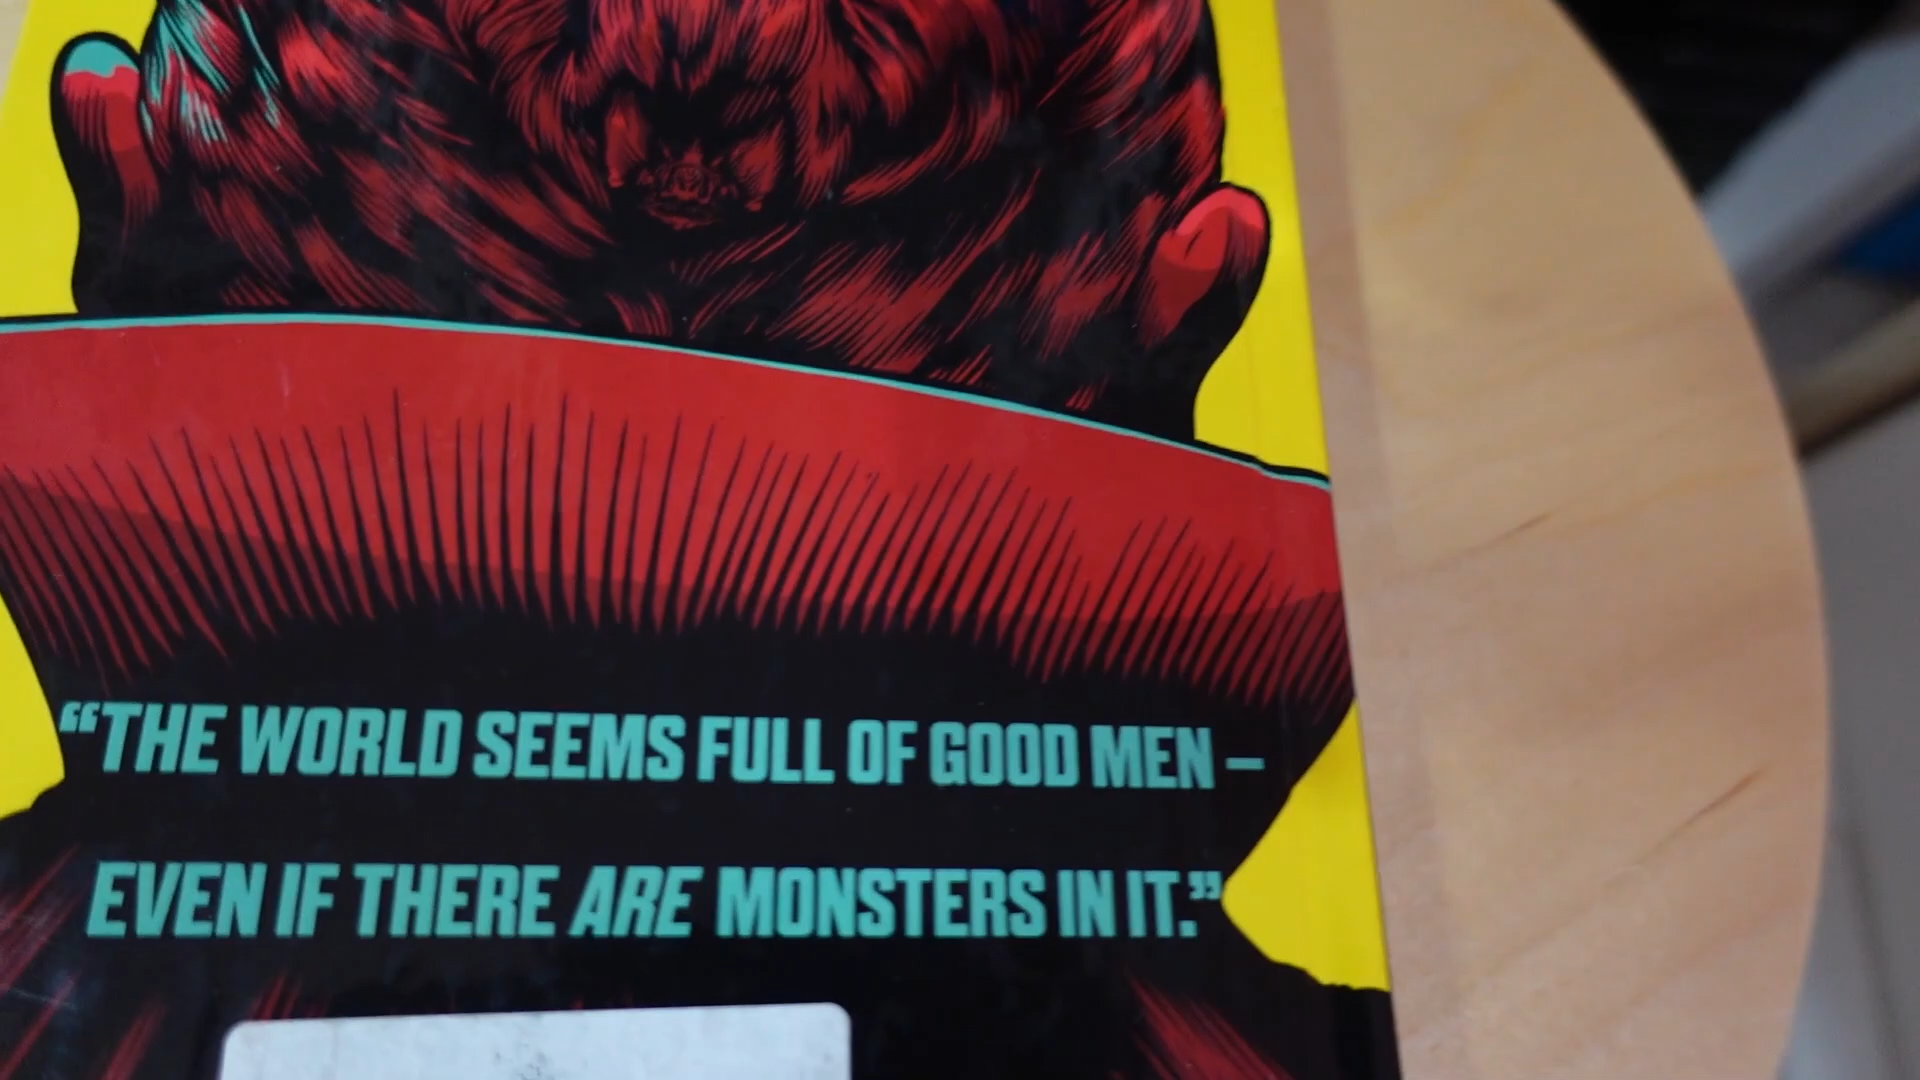 “THE WORLD SEEMS FULL OF GOOD MEN –
EVEN IF THERE ARE MONSTERS IN IT.”